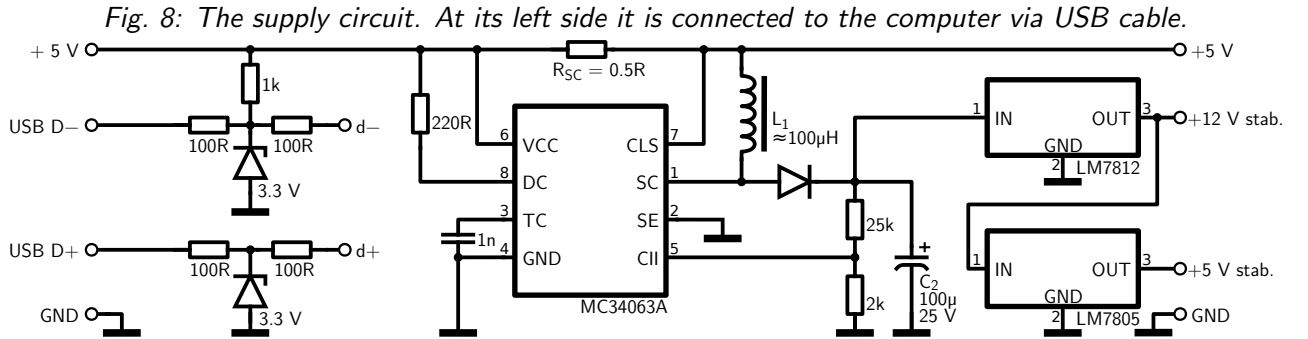 Fig. 8: The supply circuit. At its left side it is connected to the computer via USB cable.
+ 5 V
R_SC = 0.5R
+5 V
1k
220R
USB D−
100R
100R
d−
3.3 V
USB D+
100R
100R
d+
3.3 V
GND
1n
6 VCC
8 DC
3 TC
4 GND
CLS 7
SC 1
SE 2
CII 5
MC34063A
L₁
≈100µH
25k
2k
C₂
100µ
25 V
+
1 IN
OUT 3
GND
2
LM7812
+12 V stab.
1 IN
OUT 3
GND
2
LM7805
+5 V stab.
GND